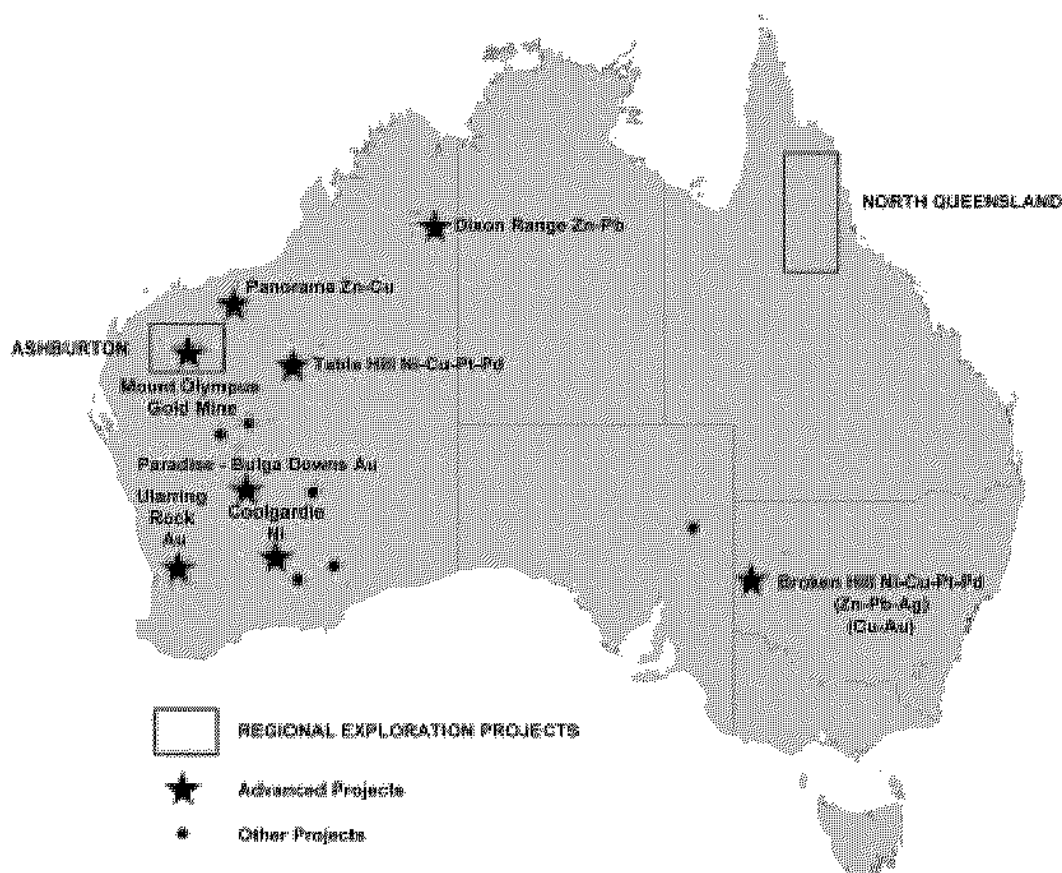 NORTH QUEENSLAND
Dixon Range Zn-Pb
Panorama Zn-Cu
ASHBURTON
Table Hill Ni-Cu-Pt-Pd
Mount Olympus
Gold Mine
Paradise - Bulga Downs Au
Ularring
Rock
Au
Coolgardie
Ni
Broken Hill Ni-Cu-Pt-Pd
(Zn-Pb-Ag)
(Cu-Au)
REGIONAL EXPLORATION PROJECTS
Advanced Projects
Other Projects